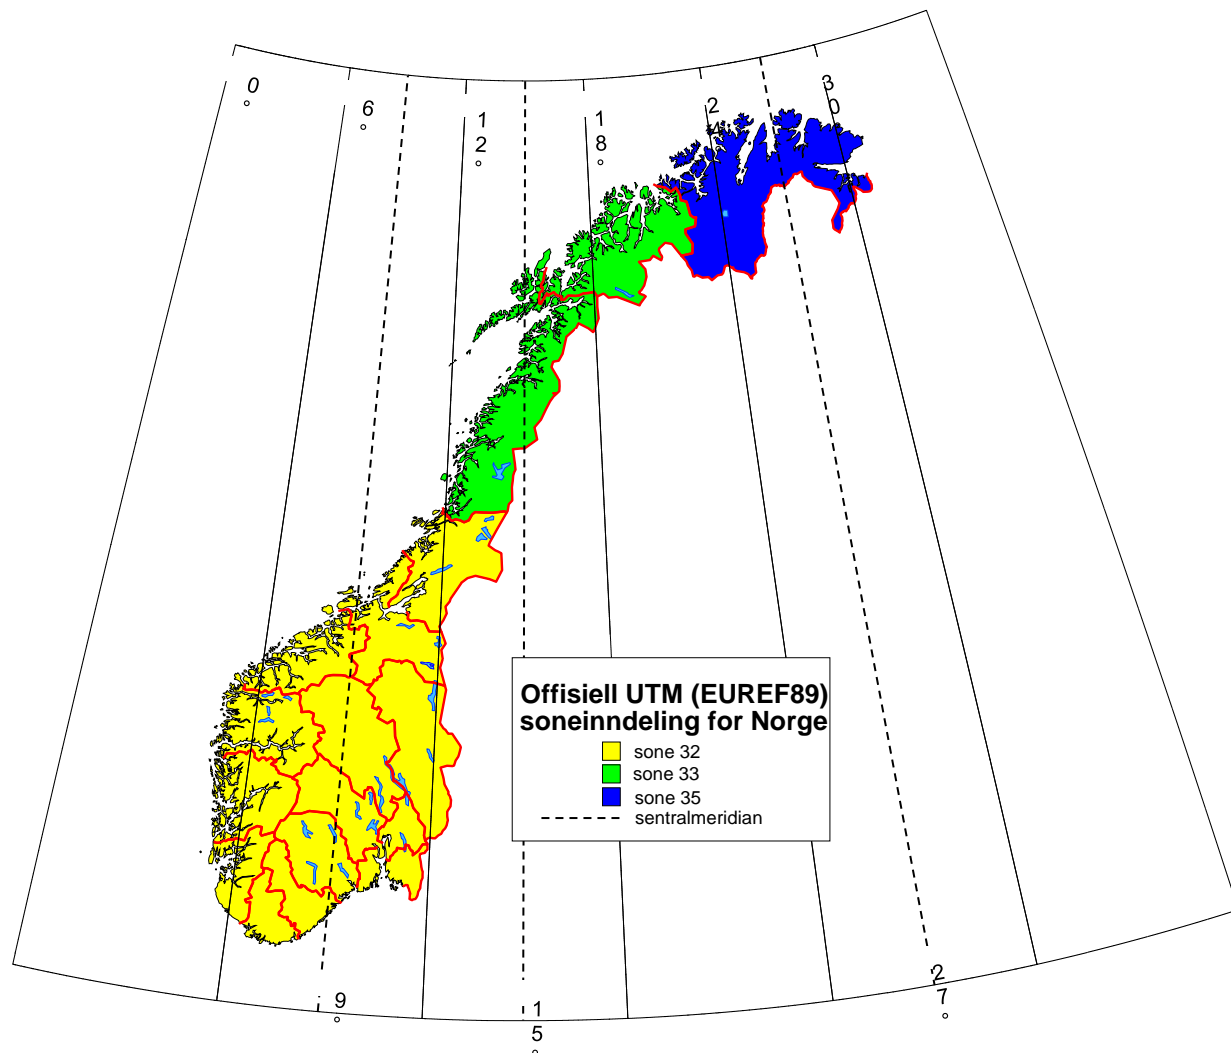 0°
6°
12°
18°
24
30
Offisiell UTM (EUREF89)
soneinndeling for Norge
sone 32
sone 33
sone 35
sentralmeridian
9°
15°
27°